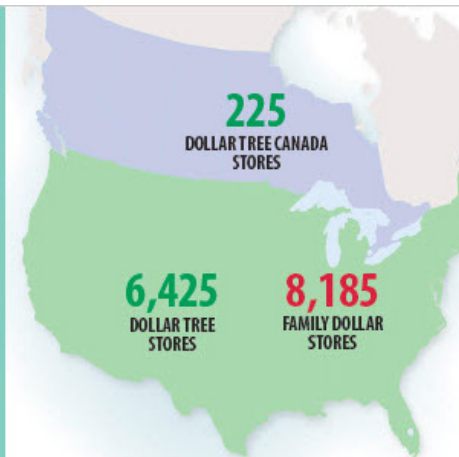 225
DOLLAR TREE CANADA
STORES
6,425
DOLLAR TREE
STORES
8,185
FAMILY DOLLAR
STORES